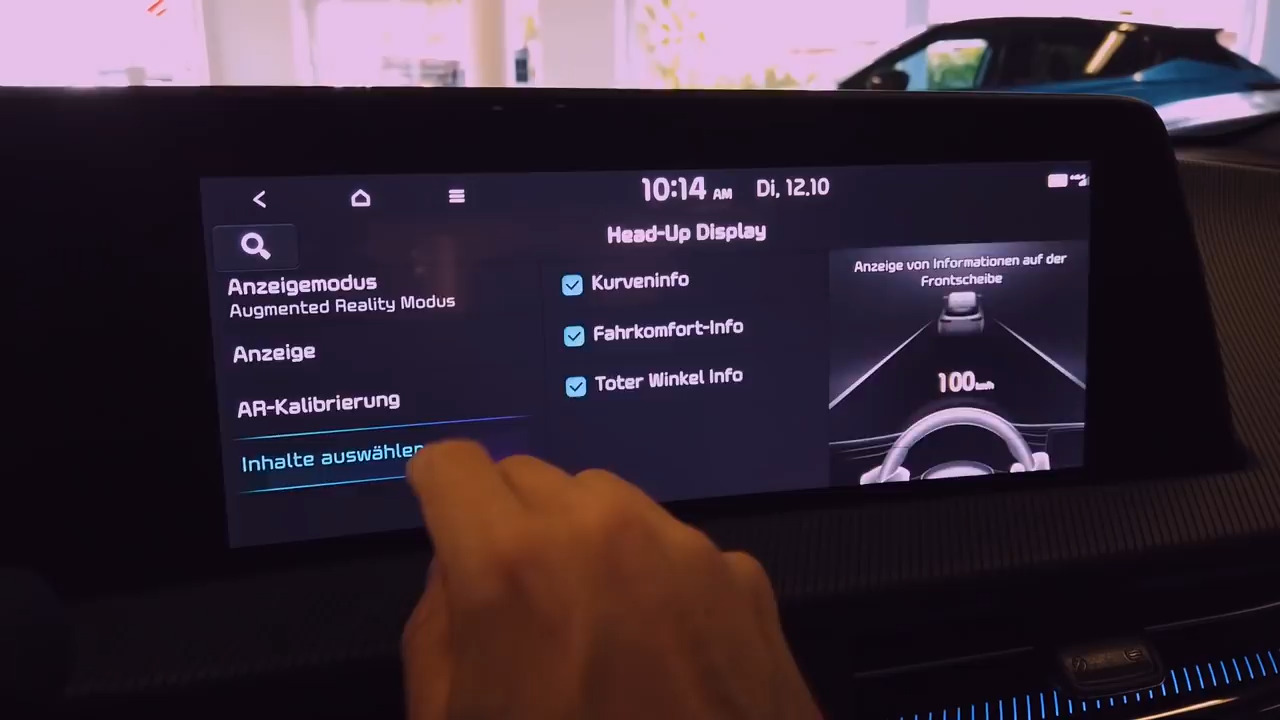 10:14 AM Di, 12.10
Head-Up Display
Anzeigemodus
Augmented Reality Modus
Anzeige
AR-Kalibrierung
Inhalte auswählen
Kurveninfo
Fahrkomfort-Info
Toter Winkel Info
Anzeige von Informationen auf der
Frontscheibe
100 km/h